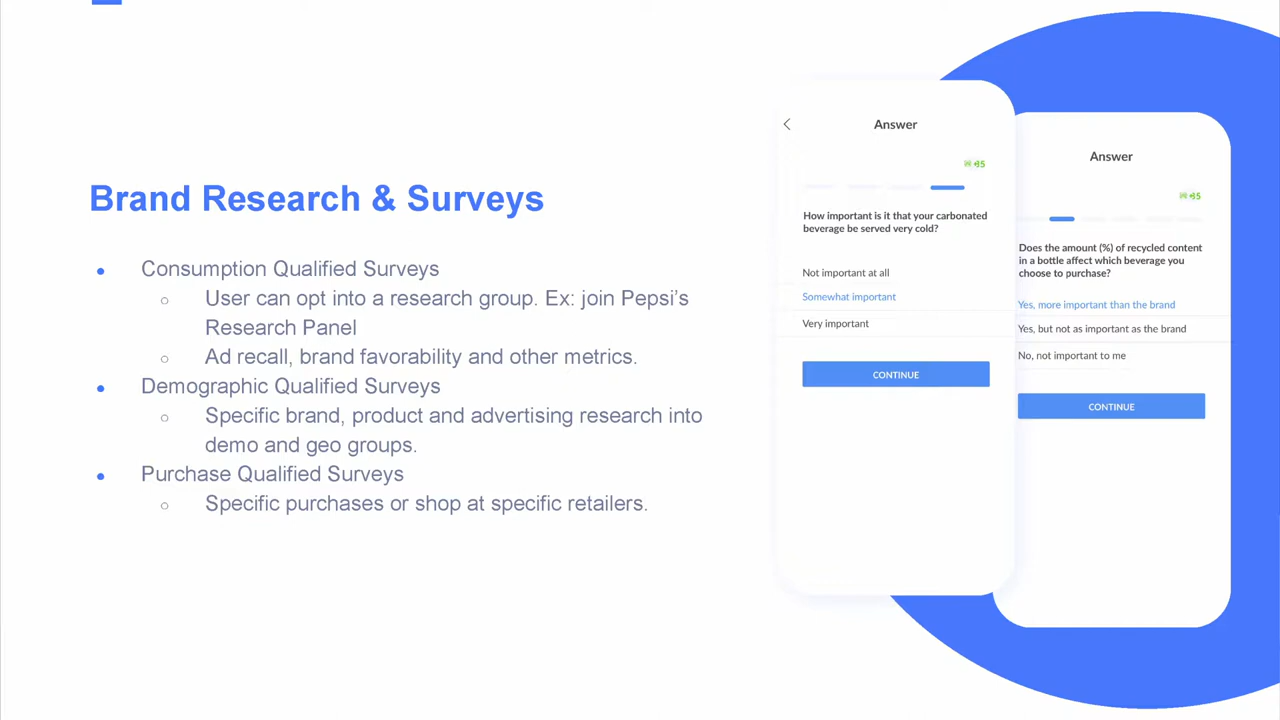 Brand Research & Surveys
Consumption Qualified Surveys
User can opt into a research group. Ex: join Pepsi’s
Research Panel
Ad recall, brand favorability and other metrics.
Demographic Qualified Surveys
Specific brand, product and advertising research into
demo and geo groups.
Purchase Qualified Surveys
Specific purchases or shop at specific retailers.
Answer
How important is it that your carbonated
beverage be served very cold?
Not important at all
Somewhat important
Very important
CONTINUE
Answer
Does the amount (%) of recycled content
in a bottle affect which beverage you
choose to purchase?
Yes, more important than the brand
Yes, but not as important as the brand
No, not important to me
CONTINUE